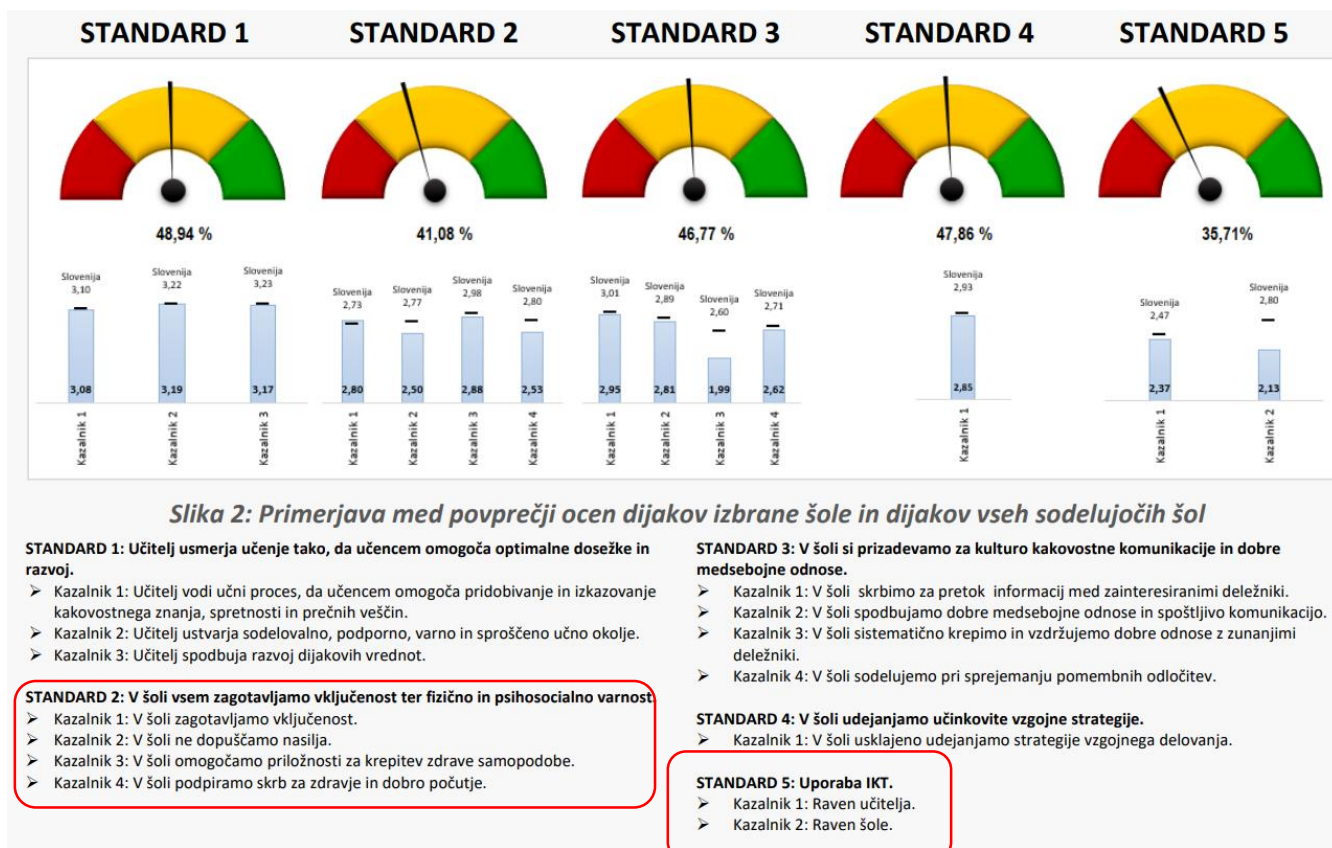 STANDARD 1 STANDARD 2 STANDARD 3 STANDARD 4 STANDARD 5
48,94 % 41,08 % 46,77 % 47,86 % 35,71%
Slovenija
3,10
Slovenija
3,22
Slovenija
3,23
3,08 3,19 3,17
Kazalnik 1
Kazalnik 2
Kazalnik 3
Slovenija
2,73
Slovenija
2,77
Slovenija
2,98
Slovenija
2,80
2,80 2,50 2,88 2,53
Kazalnik 1
Kazalnik 2
Kazalnik 3
Kazalnik 4
Slovenija
3,01
Slovenija
2,89
Slovenija
2,60
Slovenija
2,71
2,95 2,81 1,99 2,62
Kazalnik 1
Kazalnik 2
Kazalnik 3
Kazalnik 4
Slovenija
2,93
2,85
Kazalnik 1
Slovenija
2,47
Slovenija
2,80
2,37 2,13
Kazalnik 1
Kazalnik 2
Slika 2: Primerjava med povprečji ocen dijakov izbrane šole in dijakov vseh sodelujočih šol
STANDARD 1: Učitelj usmerja učenje tako, da učencem omogoča optimalne dosežke in
razvoj.
➢ Kazalnik 1: Učitelj vodi učni proces, da učencem omogoča pridobivanje in izkazovanje
kakovostnega znanja, spretnosti in prečnih veščin.
➢ Kazalnik 2: Učitelj ustvarja sodelovalno, podporno, varno in sproščeno učno okolje.
➢ Kazalnik 3: Učitelj spodbuja razvoj dijakovih vrednot.
STANDARD 2: V šoli vsem zagotavljamo vključenost ter fizično in psihosocialno varnost.
➢ Kazalnik 1: V šoli zagotavljamo vključenost.
➢ Kazalnik 2: V šoli ne dopuščamo nasilja.
➢ Kazalnik 3: V šoli omogočamo priložnosti za krepitev zdrave samopodobe.
➢ Kazalnik 4: V šoli podpiramo skrb za zdravje in dobro počutje.
STANDARD 3: V šoli si prizadevamo za kulturo kakovostne komunikacije in dobre
medsebojne odnose.
➢ Kazalnik 1: V šoli skrbimo za pretok informacij med zainteresiranimi deležniki.
➢ Kazalnik 2: V šoli spodbujamo dobre medsebojne odnose in spoštljivo komunikacijo.
➢ Kazalnik 3: V šoli sistematično krepimo in vzdržujemo dobre odnose z zunanjimi
deležniki.
➢ Kazalnik 4: V šoli sodelujemo pri sprejemanju pomembnih odločitev.
STANDARD 4: V šoli udejanjamo učinkovite vzgojne strategije.
➢ Kazalnik 1: V šoli usklajeno udejanjamo strategije vzgojnega delovanja.
STANDARD 5: Uporaba IKT.
➢ Kazalnik 1: Raven učitelja.
➢ Kazalnik 2: Raven šole.